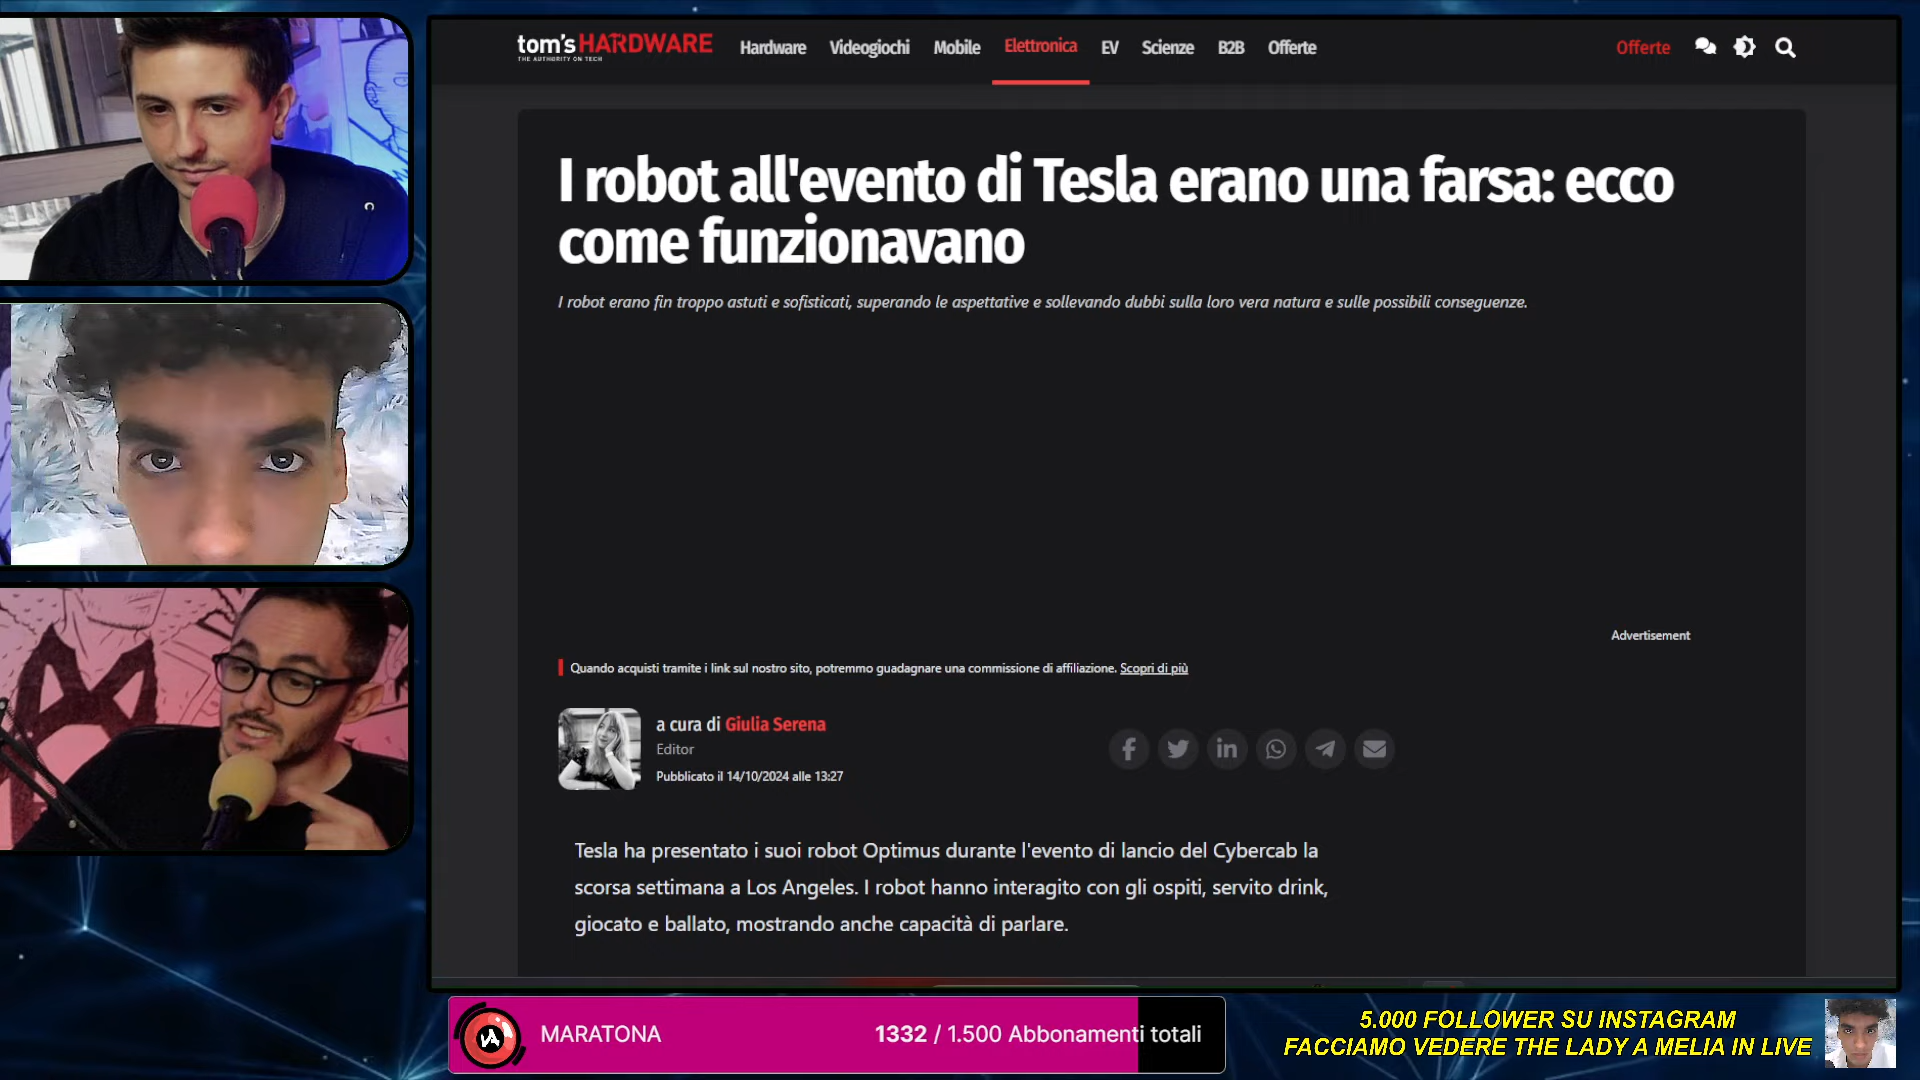 tom's HARDWARE
THE AUTHORITY ON TECH
Hardware Videogiochi Mobile Elettronica EV Scienze B2B Offerte
Offerte
I robot all'evento di Tesla erano una farsa: ecco
come funzionavano
I robot erano fin troppo astuti e sofisticati, superando le aspettative e sollevando dubbi sulla loro vera natura e sulle possibili conseguenze.
Advertisement
Quando acquisti tramite i link sul nostro sito, potremmo guadagnare una commissione di affiliazione. Scopri di più
a cura di Giulia Serena
Editor
Pubblicato il 14/10/2024 alle 13:27
Tesla ha presentato i suoi robot Optimus durante l'evento di lancio del Cybercab la
scorsa settimana a Los Angeles. I robot hanno interagito con gli ospiti, servito drink,
giocato e ballato, mostrando anche capacità di parlare.
MARATONA
1332 / 1.500 Abbonamenti totali
5.000 FOLLOWER SU INSTAGRAM
FACCIAMO VEDERE THE LADY A MELIA IN LIVE